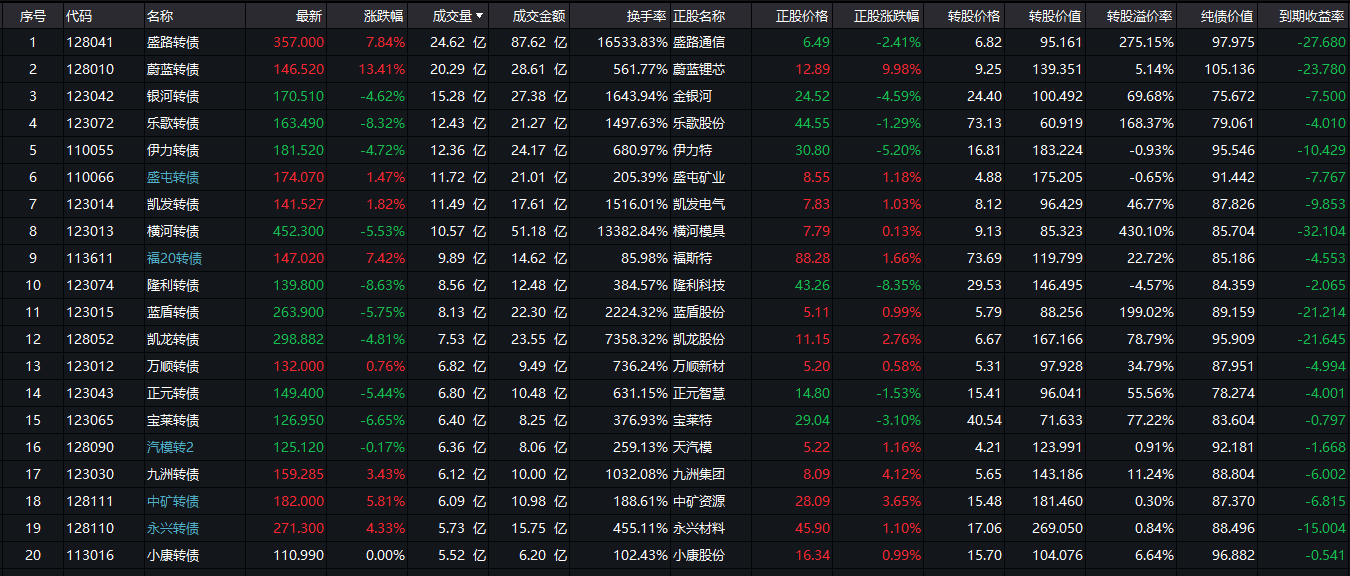 序号 代码 名称 最新 涨跌幅 成交量 成交金额 换手率 正股名称 正股价格 正股涨跌幅 转股价格 转股价值 转股溢价率 纯债价值 到期收益率
1 128041 盛路转债 357.000 7.84% 24.62 亿 87.62 亿 16533.83% 盛路通信 6.49 -2.41% 6.82 95.161 275.15% 97.975 -27.680
2 128010 蔚蓝转债 146.520 13.41% 20.29 亿 28.61 亿 561.77% 蔚蓝锂芯 12.89 9.98% 9.25 139.351 5.14% 105.136 -23.780
3 123042 银河转债 170.510 -4.62% 15.28 亿 27.38 亿 1643.94% 金银河 24.52 -4.59% 24.40 100.492 69.68% 75.672 -7.500
4 123072 乐歌转债 163.490 -8.32% 12.43 亿 21.27 亿 1497.63% 乐歌股份 44.55 -1.29% 73.13 60.919 168.37% 79.061 -4.010
5 110055 伊力转债 181.520 -4.72% 12.36 亿 24.17 亿 680.97% 伊力特 30.80 -5.20% 16.81 183.224 -0.93% 95.546 -10.429
6 110066 盛屯转债 174.070 1.47% 11.72 亿 21.01 亿 205.39% 盛屯矿业 8.55 1.18% 4.88 175.205 -0.65% 91.442 -7.767
7 123014 凯发转债 141.527 1.82% 11.49 亿 17.61 亿 1516.01% 凯发电气 7.83 1.03% 8.12 96.429 46.77% 87.826 -9.853
8 123013 横河转债 452.300 -5.53% 10.57 亿 51.18 亿 13382.84% 横河模具 7.79 0.13% 9.13 85.323 430.10% 85.704 -32.104
9 113611 福20转债 147.020 7.42% 9.89 亿 14.62 亿 85.98% 福斯特 88.28 1.66% 73.69 119.799 22.72% 85.186 -4.553
10 123074 隆利转债 139.800 -8.63% 8.56 亿 12.48 亿 384.57% 隆利科技 43.26 -8.35% 29.53 146.495 -4.57% 84.359 -2.065
11 123015 蓝盾转债 263.900 -5.75% 8.13 亿 22.30 亿 2224.32% 蓝盾股份 5.11 0.99% 5.79 88.256 199.02% 89.159 -21.214
12 128052 凯龙转债 298.882 -4.81% 7.53 亿 23.55 亿 7358.32% 凯龙股份 11.15 2.76% 6.67 167.166 78.79% 95.909 -21.645
13 123012 万顺转债 132.000 0.76% 6.82 亿 9.49 亿 736.24% 万顺新材 5.20 0.58% 5.31 97.928 34.79% 87.951 -4.994
14 123043 正元转债 149.400 -5.44% 6.80 亿 10.48 亿 631.15% 正元智慧 14.80 -1.53% 15.41 96.041 55.56% 78.274 -4.001
15 123065 宝莱转债 126.950 -6.65% 6.40 亿 8.25 亿 376.93% 宝莱特 29.04 -3.10% 40.54 71.633 77.22% 83.604 -0.797
16 128090 汽模转2 125.120 -0.17% 6.36 亿 8.06 亿 259.13% 天汽模 5.22 1.16% 4.21 123.991 0.91% 92.181 -1.668
17 123030 九洲转债 159.285 3.43% 6.12 亿 10.00 亿 1032.08% 九洲集团 8.09 4.12% 5.65 143.186 11.24% 88.804 -6.002
18 128111 中矿转债 182.000 5.81% 6.09 亿 10.98 亿 188.61% 中矿资源 28.09 3.65% 15.48 181.460 0.30% 87.370 -6.815
19 128110 永兴转债 271.300 4.33% 5.73 亿 15.75 亿 455.11% 永兴材料 45.90 1.10% 17.06 269.050 0.84% 88.496 -15.004
20 113016 小康转债 110.990 0.00% 5.52 亿 6.20 亿 102.43% 小康股份 16.34 0.99% 15.70 104.076 6.64% 96.882 -0.541